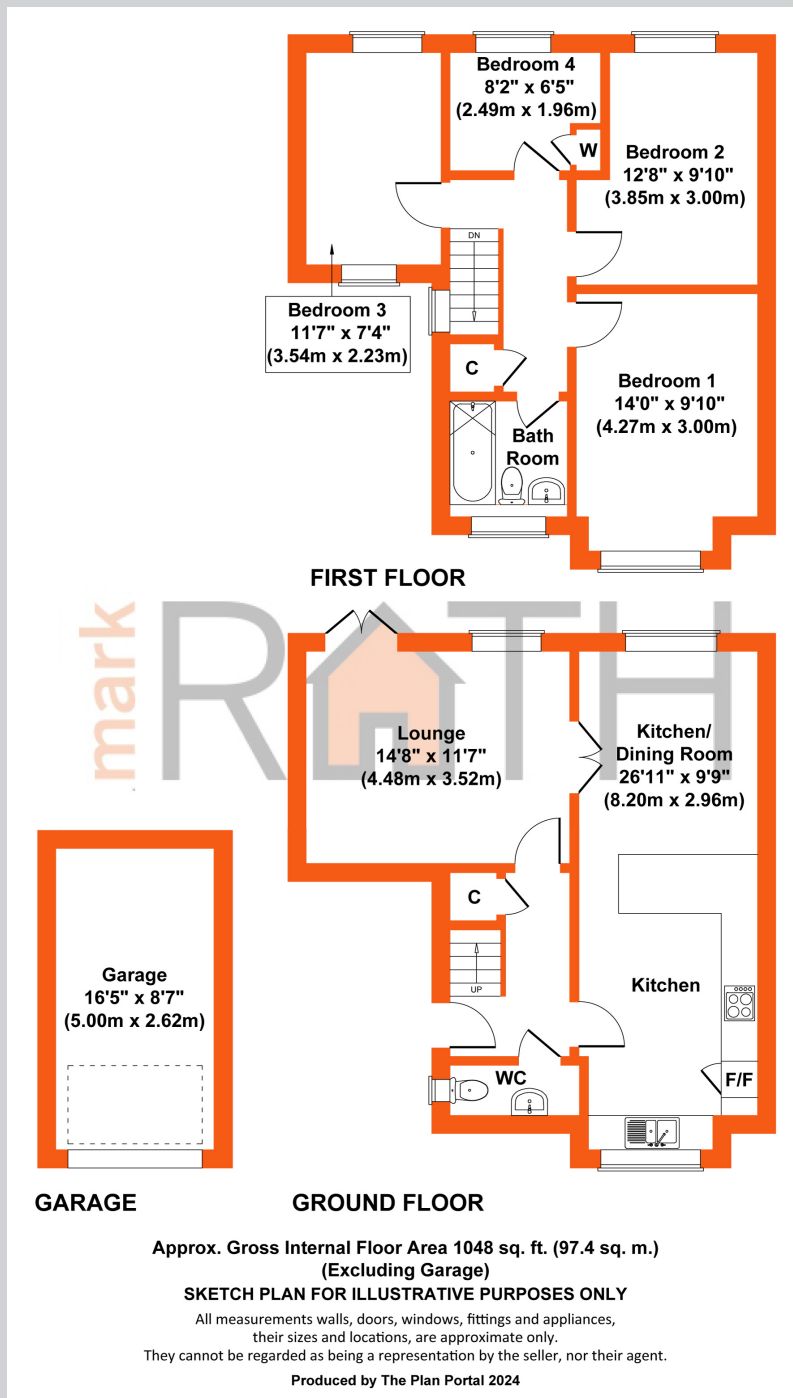 Bedroom 4
8'2" x 6'5"
(2.49m x 1.96m)
W
Bedroom 2
12'8" x 9'10"
(3.85m x 3.00m)
DN
Bedroom 3
11'7" x 7'4"
(3.54m x 2.23m)
C
Bedroom 1
14'0" x 9'10"
(4.27m x 3.00m)
Bath
Room
FIRST FLOOR
mark
ROTH
Lounge
14'8" x 11'7"
(4.48m x 3.52m)
Kitchen/
Dining Room
26'11" x 9'9"
(8.20m x 2.96m)
C
UP
Kitchen
Garage
16'5" x 8'7"
(5.00m x 2.62m)
WC
F/F
GARAGE
GROUND FLOOR
Approx. Gross Internal Floor Area 1048 sq. ft. (97.4 sq. m.)
(Excluding Garage)
SKETCH PLAN FOR ILLUSTRATIVE PURPOSES ONLY
All measurements walls, doors, windows, fittings and appliances,
their sizes and locations, are approximate only.
They cannot be regarded as being a representation by the seller, nor their agent.
Produced by The Plan Portal 2024